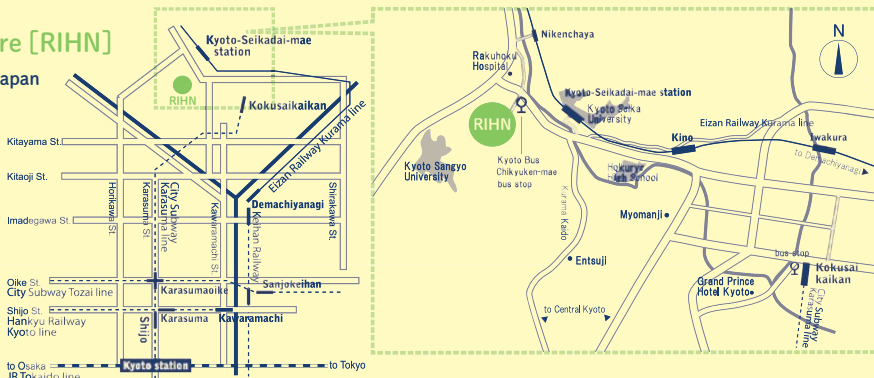 re [RIHN]
apan
Kyoto-Seikadai-mae
station
RIHN
Kokusaikaikan
Kitayama St.
Eizan Railway Kurama line
Kitaoji St.
Horikawa St.
Karasuma St.
City Subway
Karasuma line
Kawaramachi St.
Demachiyanagi
Keihan Railway
Shirakawa St.
Imadegawa St.
Oike St.
City Subway Tozai line
Karasumaoike
Sanjokeihan
Shijo St.
Hankyu Railway
Kyoto line
Shijo
Karasuma
Kawaramachi
to Osaka
Kyoto station
to Tokyo
JR Tokaido line
Nikenchaya
N
Rakuhoku
Hospital
Kyoto-Seikadai-mae station
Kyoto Seika
University
RIHN
Eizan Railway Kurama line
Kino
Iwakura
to Demachiyanagi
Kyoto Sangyo
University
Kyoto Bus
Chikyuken-mae
bus stop
Hokuryo
High School
Kurama Kaido
Myomanji
Entsuji
bus stop
Kokusai
kaikan
Grand Prince
Hotel Kyoto
City Subway
Karasuma line
to Central Kyoto